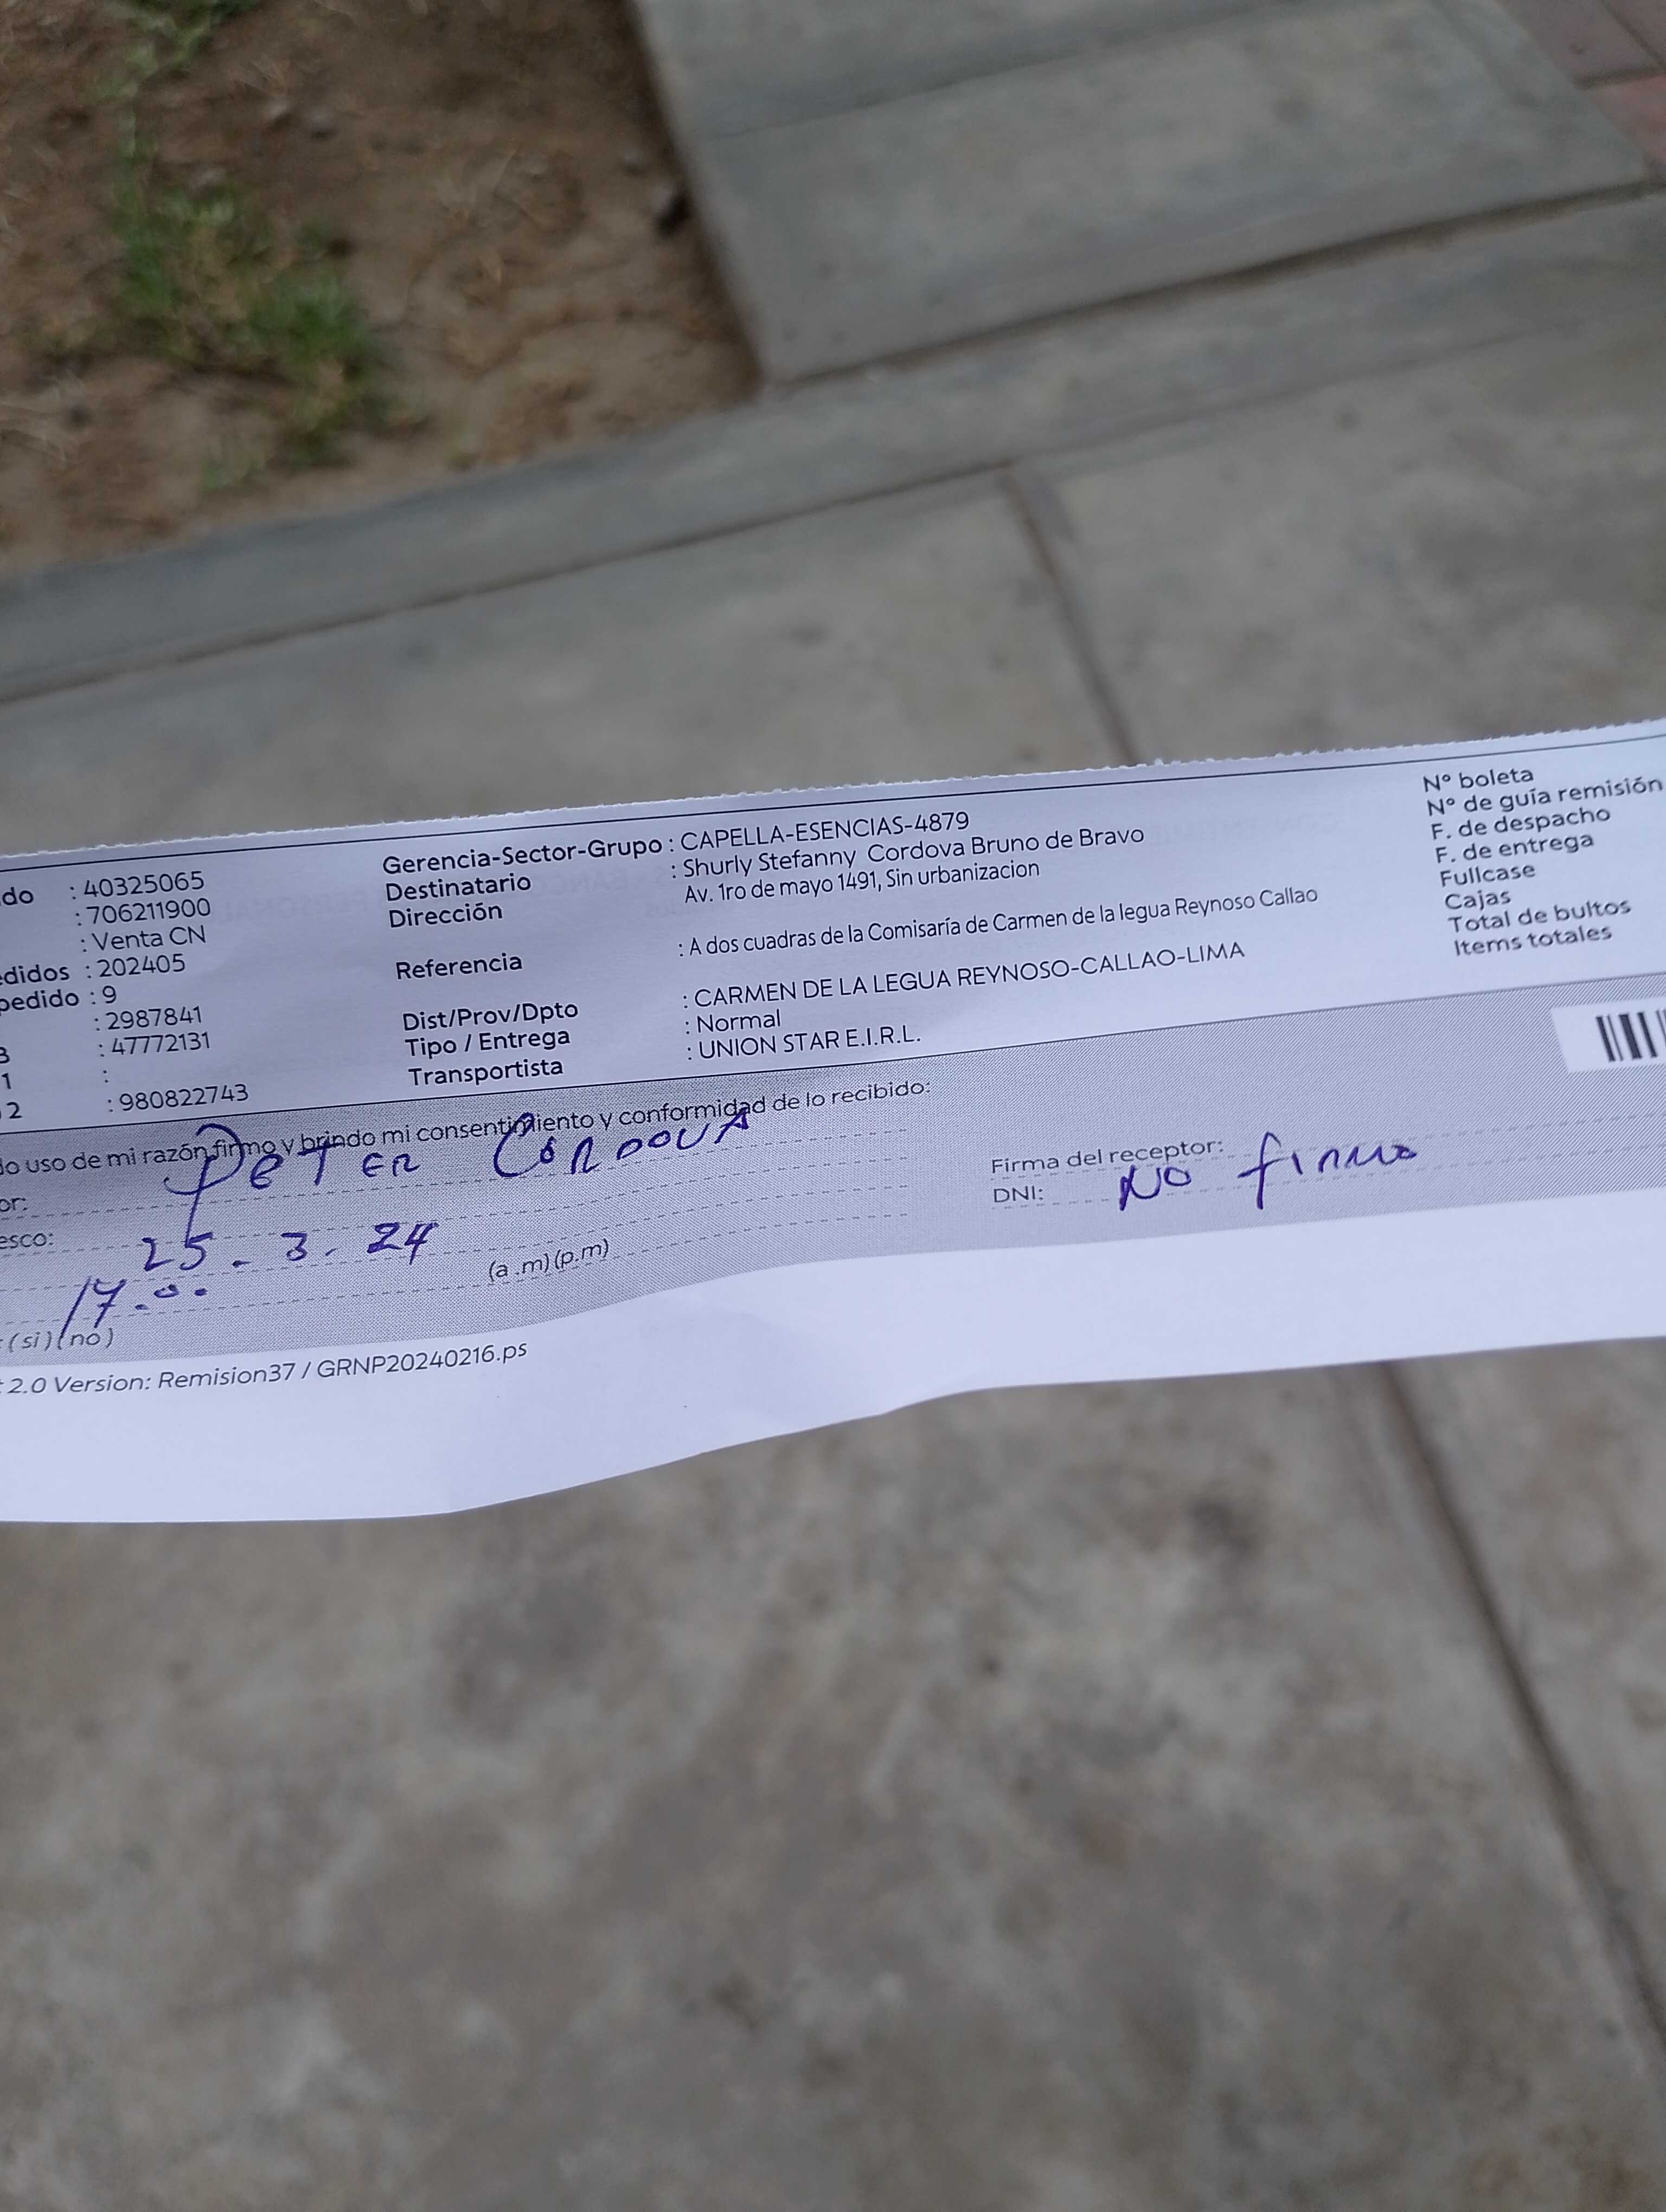 do : 40325065
: 706211900
: Venta CN
didos : 202405
pedido : 9
: 2987841
3 : 47772131
1 :
2 : 980822743
Gerencia-Sector-Grupo : CAPELLA-ESENCIAS-4879
Destinatario : Shurly Stefanny Cordova Bruno de Bravo
Dirección Av. 1ro de mayo 1491, Sin urbanizacion
Referencia : A dos cuadras de la Comisaría de Carmen de la legua Reynoso Callao
Dist/Prov/Dpto : CARMEN DE LA LEGUA REYNOSO-CALLAO-LIMA
Tipo / Entrega : Normal
Transportista : UNION STAR E.I.R.L.
N° boleta
N° de guía remisión
F. de despacho
F. de entrega
Fullcase
Cajas
Total de bultos
Items totales
do uso de mi razón firmo y brindo mi consentimiento y conformidad de lo recibido:
or: PETER CORDOVA
esco:
25.3.24
17.00 (a.m) (p.m)
(si) (no)
Firma del receptor:
DNI: NO firmo
2.0 Version: Remision37 / GRNP20240216.ps